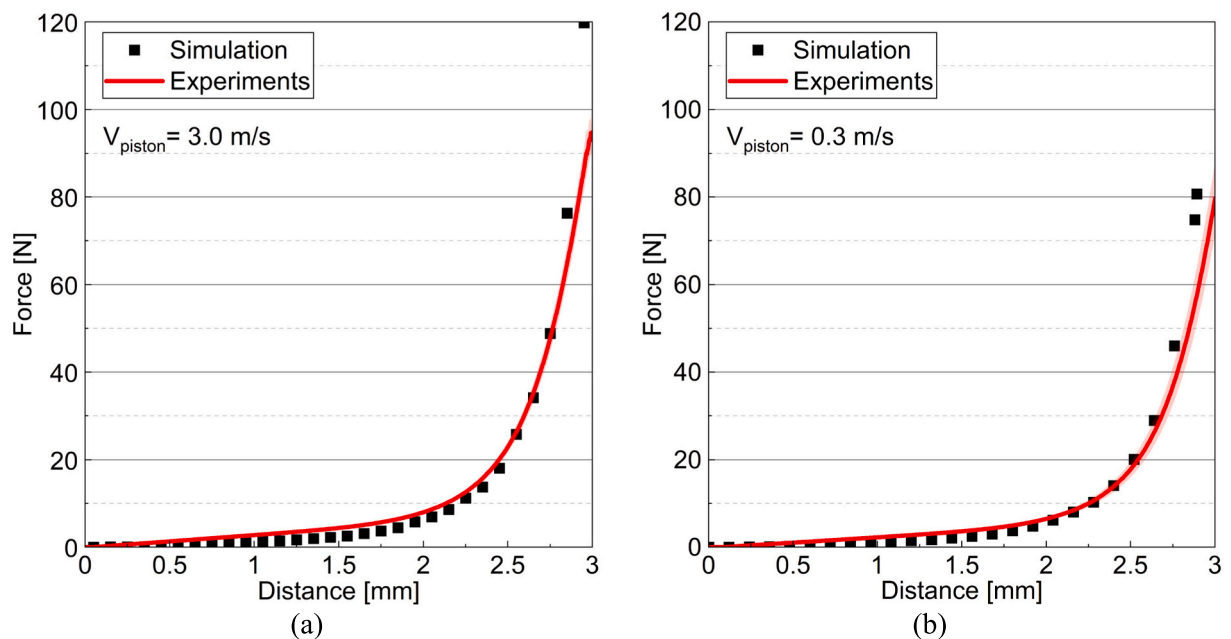 120
100
80
60
40
20
0
Force [N]
Simulation
Experiments
V_piston= 3.0 m/s
0 0.5 1 1.5 2 2.5 3
Distance [mm]
(a)
120
100
80
60
40
20
0
Force [N]
Simulation
Experiments
V_piston= 0.3 m/s
0 0.5 1 1.5 2 2.5 3
Distance [mm]
(b)